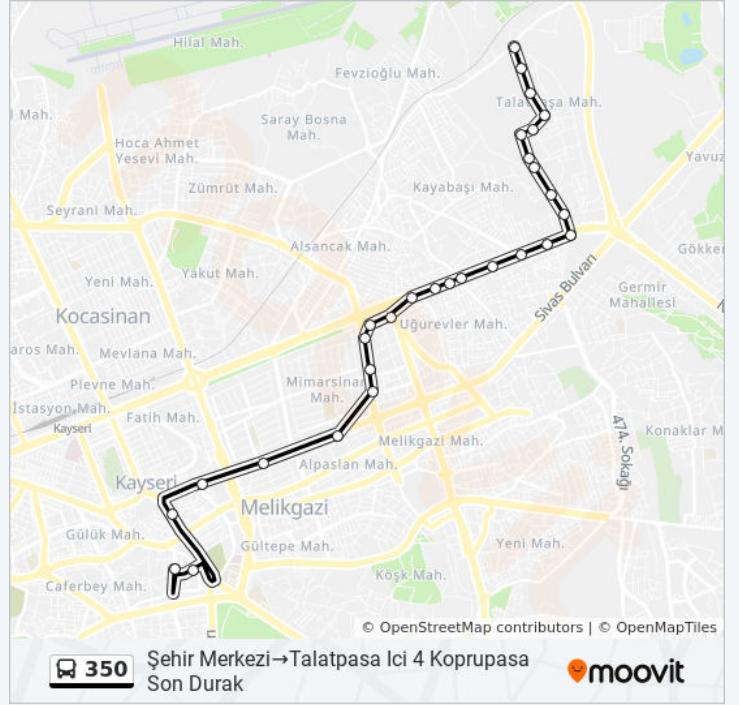 Hilal Mah.
Fevzioğlu Mah.
l Mah.
Saray Bosna
Mah.
Hoca Ahmet
Yesevi Mah.
Yavuz
Zümrüt Mah.
Kayabaşı Mah.
Seyrani Mah.
Alsancak Mah.
Gökke
Yakut Mah.
Yeni Mah.
Sivas Bulvarı
Germir
Mahallesi
Kocasinan
Uğurevler Mah.
aros Mah.
Mevlana Mah.
Plevne Mah.
Mimarsinan
Mah.
İstasyon Mah.
Fatih Mah.
Kayseri
474. Sokağı
Konaklar M
Melikgazi Mah.
Alpaslan Mah.
Kayseri
Melikgazi
Gülük Mah.
Gültepe Mah.
Yeni Mah.
Köşk Mah.
Caferbey Mah.
© OpenStreetMap contributors | © OpenMapTiles
350
Şehir Merkezi→Talatpasa Ici 4 Koprupasa
Son Durak
moovit